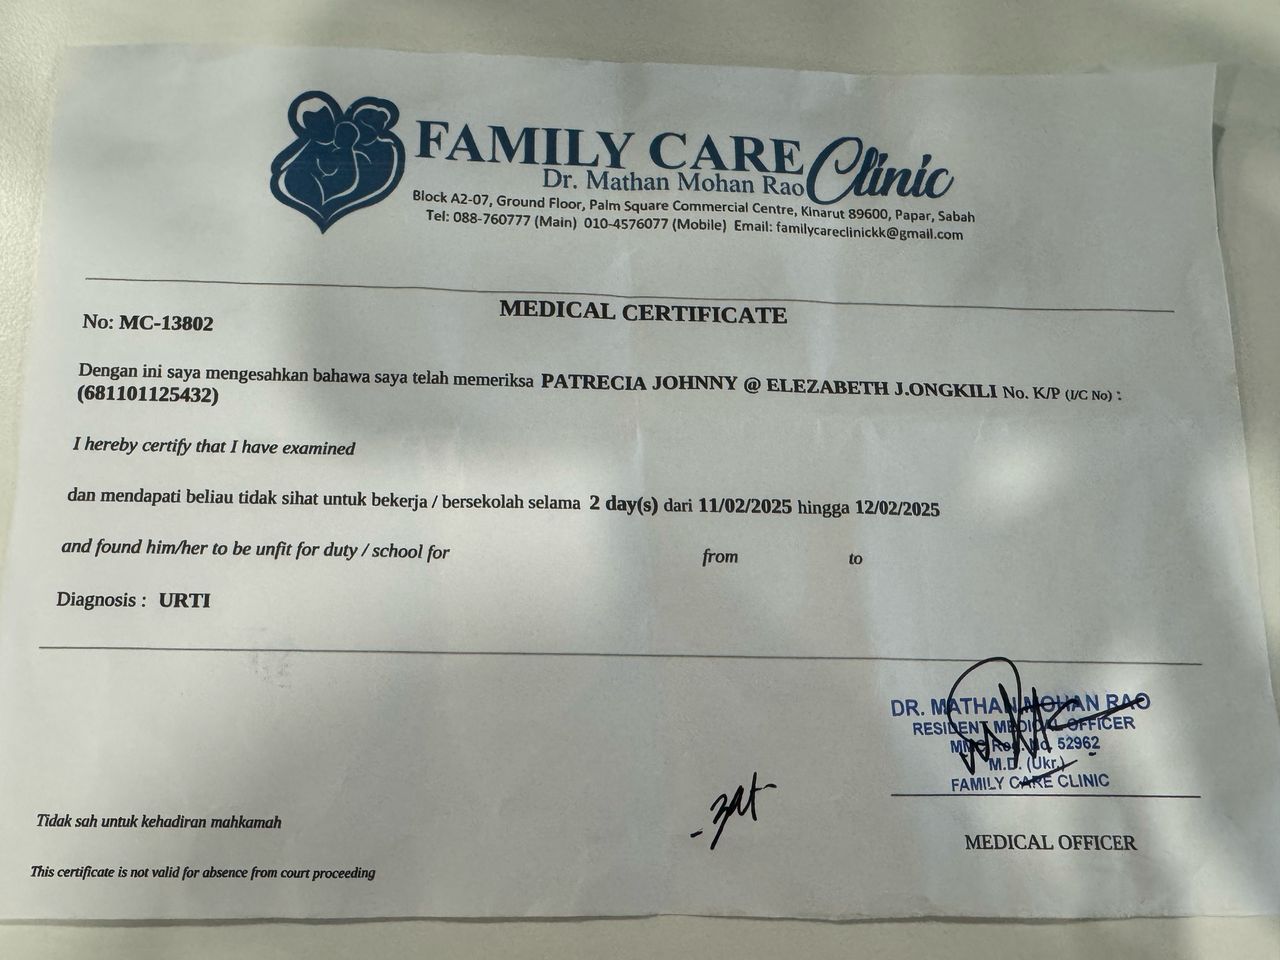 FAMILY CARE Clinic
Dr. Mathan Mohan Rao
Block A2-07, Ground Floor, Palm Square Commercial Centre, Kinarut 89600, Papar, Sabah
Tel: 088-760777 (Main) 010-4576077 (Mobile) Email: familycareclinickk@gmail.com
MEDICAL CERTIFICATE
No: MC-13802
Dengan ini saya mengesahkan bahawa saya telah memeriksa PATRECIA JOHNNY @ ELEZABETH J.ONGKILI No. K/P (I/C No) :
(681101125432)
I hereby certify that I have examined
dan mendapati beliau tidak sihat untuk bekerja / bersekolah selama 2 day(s) dari 11/02/2025 hingga 12/02/2025
and found him/her to be unfit for duty / school for from to
Diagnosis : URTI
DR. MATHAN MOHAN RAO
RESIDENT MEDICAL OFFICER
MMC Reg. No. 52962
M.D. (Ukr.)
FAMILY CARE CLINIC
MEDICAL OFFICER
Tidak sah untuk kehadiran mahkamah
This certificate is not valid for absence from court proceeding